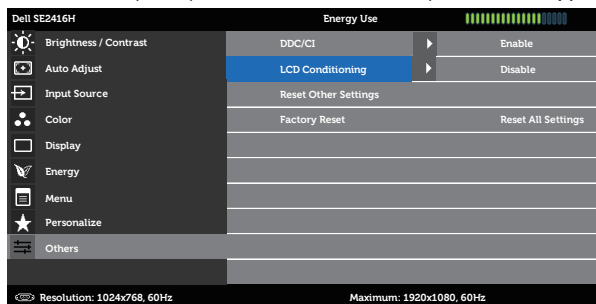 Dell SE2416H Energy Use
Brightness / Contrast DDC/CI Enable
Auto Adjust LCD Conditioning Disable
Input Source Reset Other Settings
Color Factory Reset Reset All Settings
Display
Energy
Menu
Personalize
Others
Resolution: 1024x768, 60Hz Maximum: 1920x1080, 60Hz